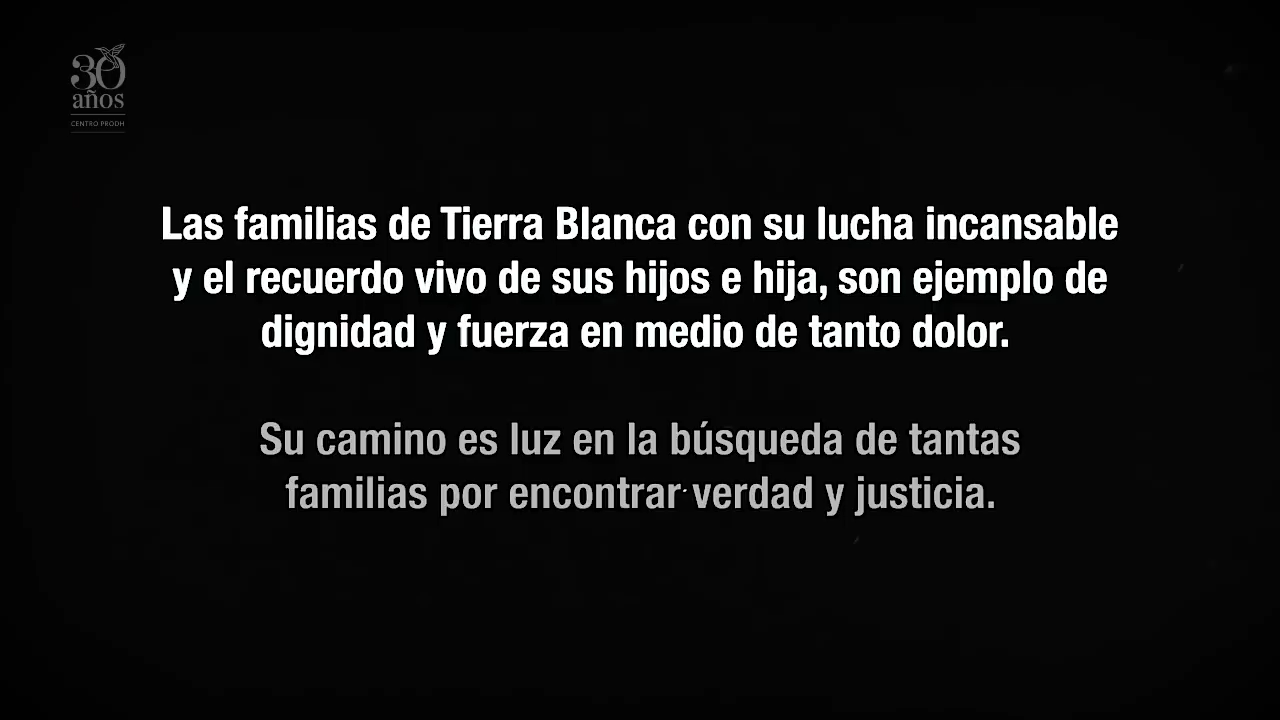 30
años
CENTRO PRODH
Las familias de Tierra Blanca con su lucha incansable
y el recuerdo vivo de sus hijos e hija, son ejemplo de
dignidad y fuerza en medio de tanto dolor.
Su camino es luz en la búsqueda de tantas
familias por encontrar verdad y justicia.